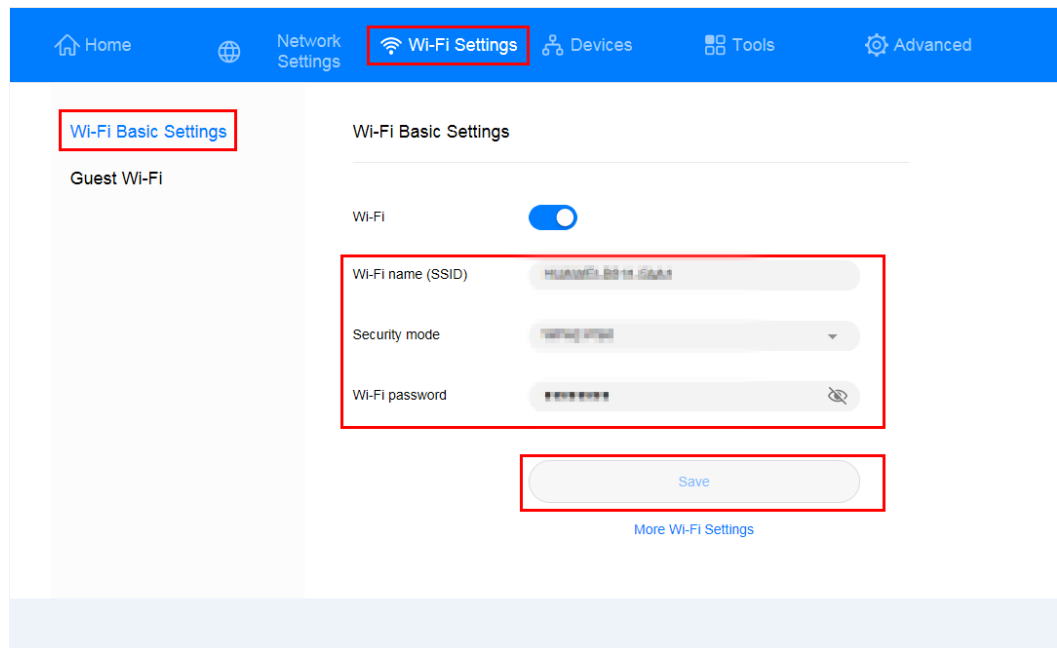 Home
Network
Settings
Wi-Fi Settings
Devices
Tools
Advanced
Wi-Fi Basic Settings
Guest Wi-Fi
Wi-Fi Basic Settings
Wi-Fi
Wi-Fi name (SSID)
Security mode
Wi-Fi password
Save
More Wi-Fi Settings